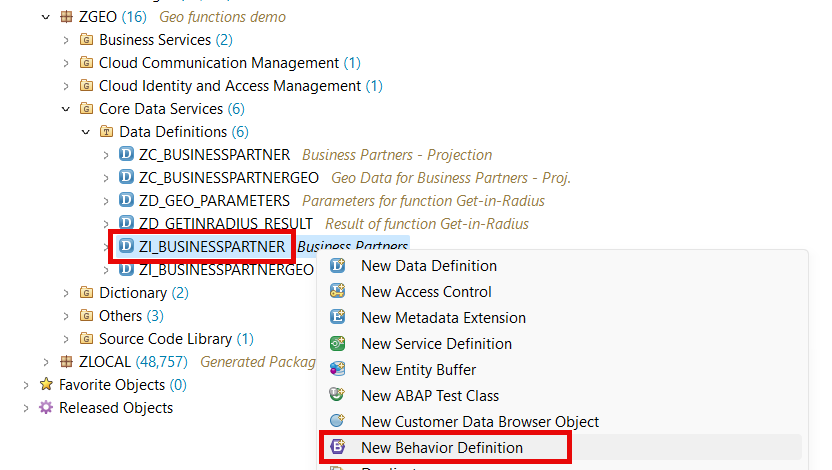 ZGEO (16) Geo functions demo
Business Services (2)
Cloud Communication Management (1)
Cloud Identity and Access Management (1)
Core Data Services (6)
Data Definitions (6)
ZC_BUSINESSPARTNER Business Partners - Projection
ZC_BUSINESSPARTNERGEO Geo Data for Business Partners - Proj.
ZD_GEO_PARAMETERS Parameters for function Get-in-Radius
ZD_GETINRADIUS_RESULT Result of function Get-in-Radius
ZI_BUSINESSPARTNER Business Partners
ZI_BUSINESSPARTNERGEO
Dictionary (2)
Others (3)
Source Code Library (1)
ZLOCAL (48,757) Generated Packag
Favorite Objects (0)
Released Objects
New Data Definition
New Access Control
New Metadata Extension
New Service Definition
New Entity Buffer
New ABAP Test Class
New Customer Data Browser Object
New Behavior Definition